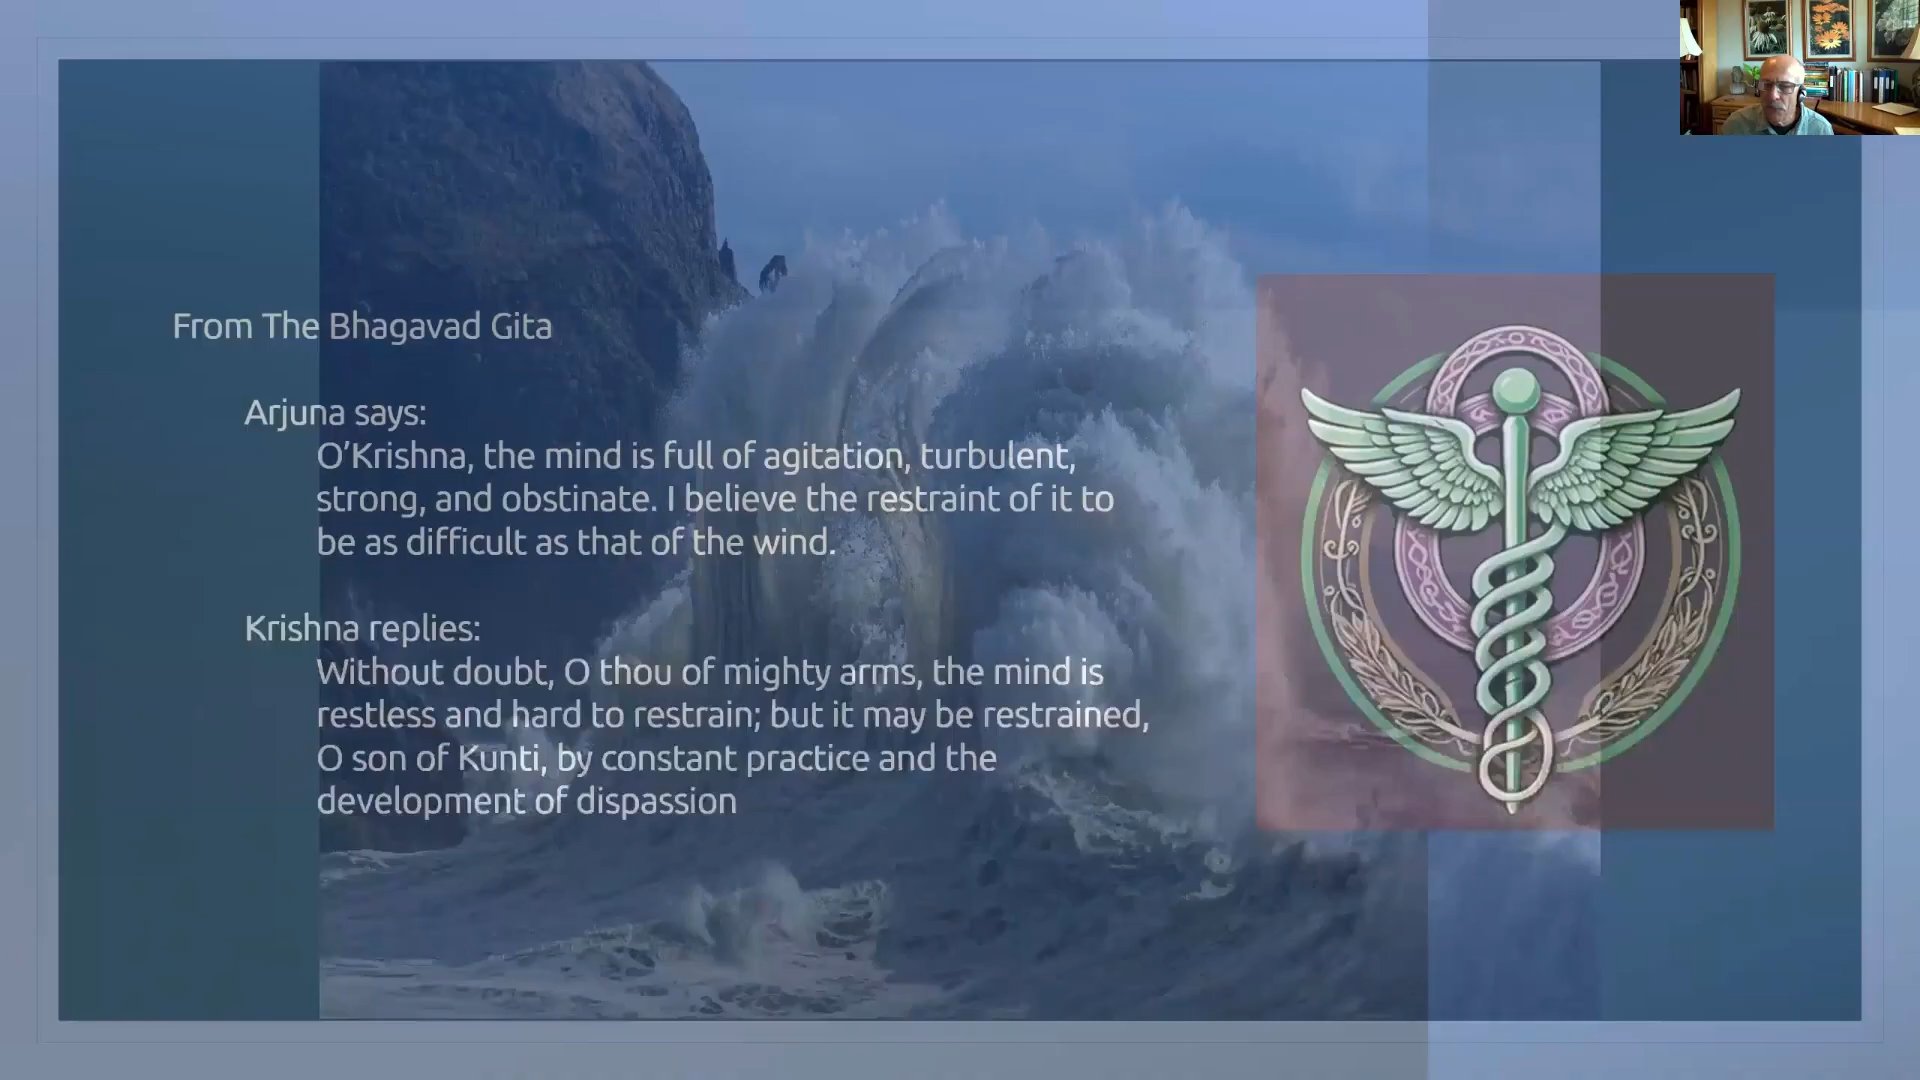 From The Bhagavad Gita
Arjuna says:
O’Krishna, the mind is full of agitation, turbulent,
strong, and obstinate. I believe the restraint of it to
be as difficult as that of the wind.
Krishna replies:
Without doubt, O thou of mighty arms, the mind is
restless and hard to restrain; but it may be restrained,
O son of Kunti, by constant practice and the
development of dispassion